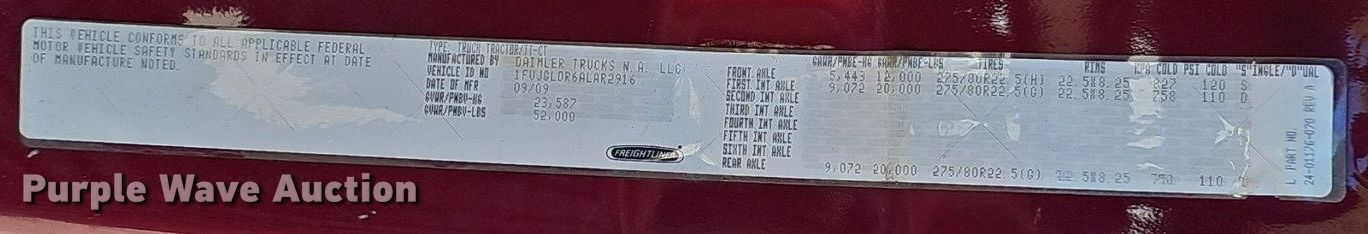 THIS VEHICLE CONFORMS TO ALL APPLICABLE FEDERAL
MOTOR VEHICLE SAFETY STANDARDS IN EFFECT AT DATE
OF MANUFACTURE NOTED.
TYPE: TRUCK TRACTOR/TT-CT
MANUFACTURED BY DAIMLER TRUCKS N.A. LLC
VEHICLE ID NO 1FUJGLDR6ALAR2916
DATE OF MFR 09/09
GVWR/PNBV-KG 23,587
GVWR/PNBV-LBS 52,000
FREIGHTLINER
GAWR/PNBE-KG GAWR/PNBE-LBS TIRES RIMS KPA COLD PSI COLD "S"INGLE/"D"UAL
FRONT AXLE 5,443 12,000 275/80R22.5(H) 22.5X8.25 827 120 S
FIRST INT AXLE 9,072 20,000 275/80R22.5(G) 22.5X8.25 758 110 D
SECOND INT AXLE
THIRD INT AXLE
FOURTH INT AXLE
FIFTH INT AXLE
SIXTH INT AXLE
REAR AXLE 9,072 20,000 275/80R22.5(G) 22.5X8.25 758 110 D
PART NO.
24-01176-070 REV A
Purple Wave Auction